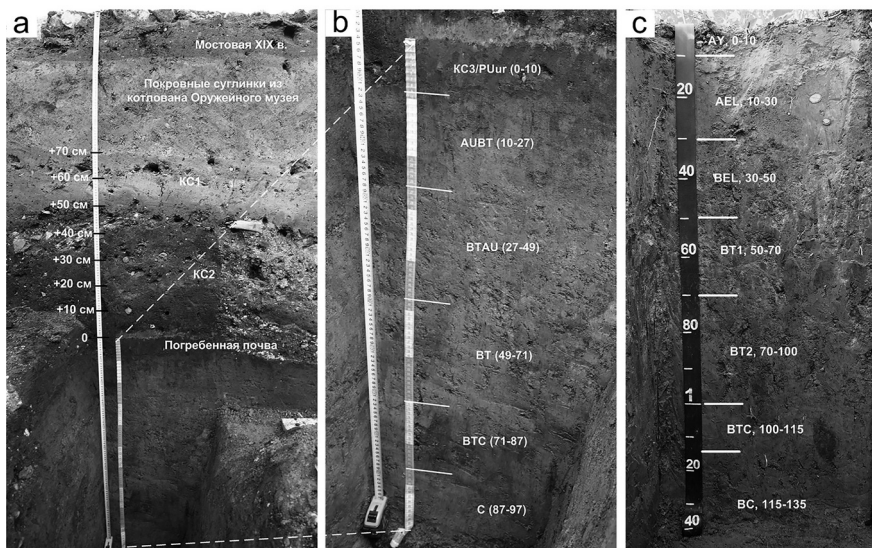 a
Мостовая XIX в.
Покровные суглинки из
котлована Оружейного музея
+70 см
+60 см
КС1
+50 см
+40 см
+30 см
КС2
+20 см
+10 см
0
Погребенная почва
b
КС3/PUur (0-10)
AUBT (10-27)
BTAU (27-49)
BT (49-71)
BTC (71-87)
C (87-97)
c
AY, 0-10
20
AEL, 10-30
40
BEL, 30-50
60
BT1, 50-70
80
BT2, 70-100
1
BTC, 100-115
20
BC, 115-135
40